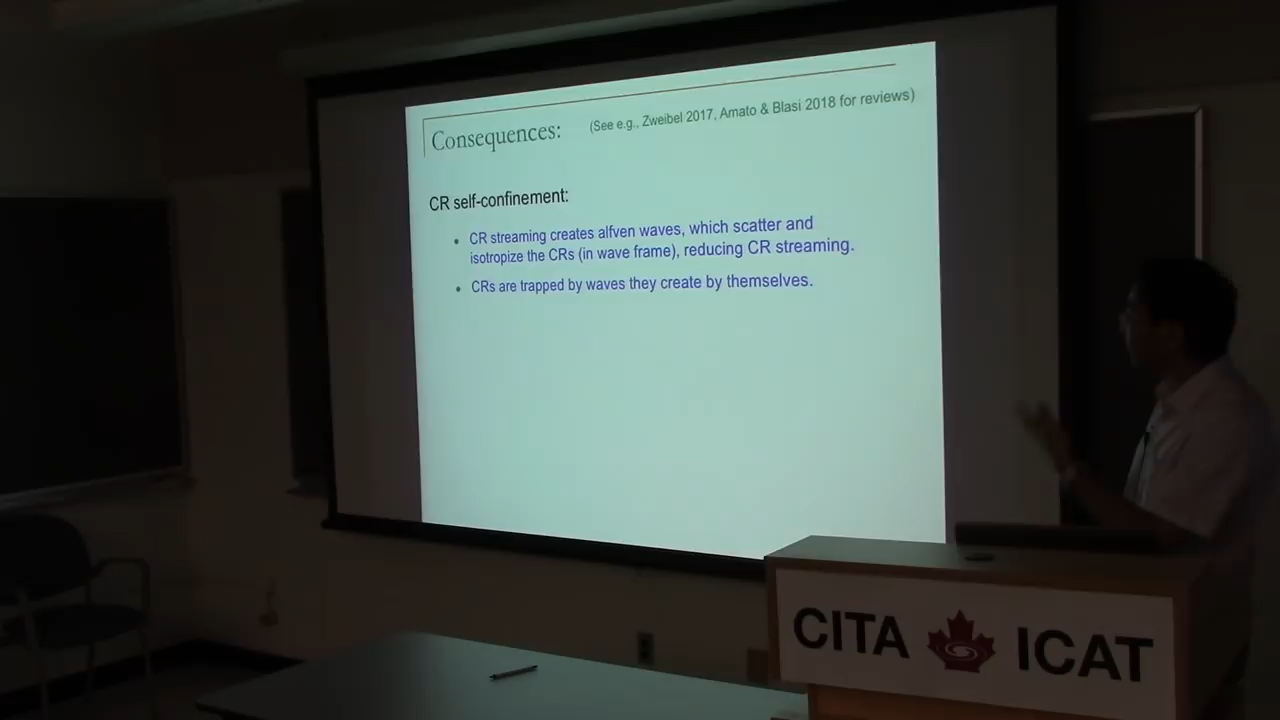 Consequences: (See e.g., Zweibel 2017, Amato & Blasi 2018 for reviews)
CR self-confinement:
• CR streaming creates alfven waves, which scatter and
isotropize the CRs (in wave frame), reducing CR streaming.
• CRs are trapped by waves they create by themselves.
CITA ICAT